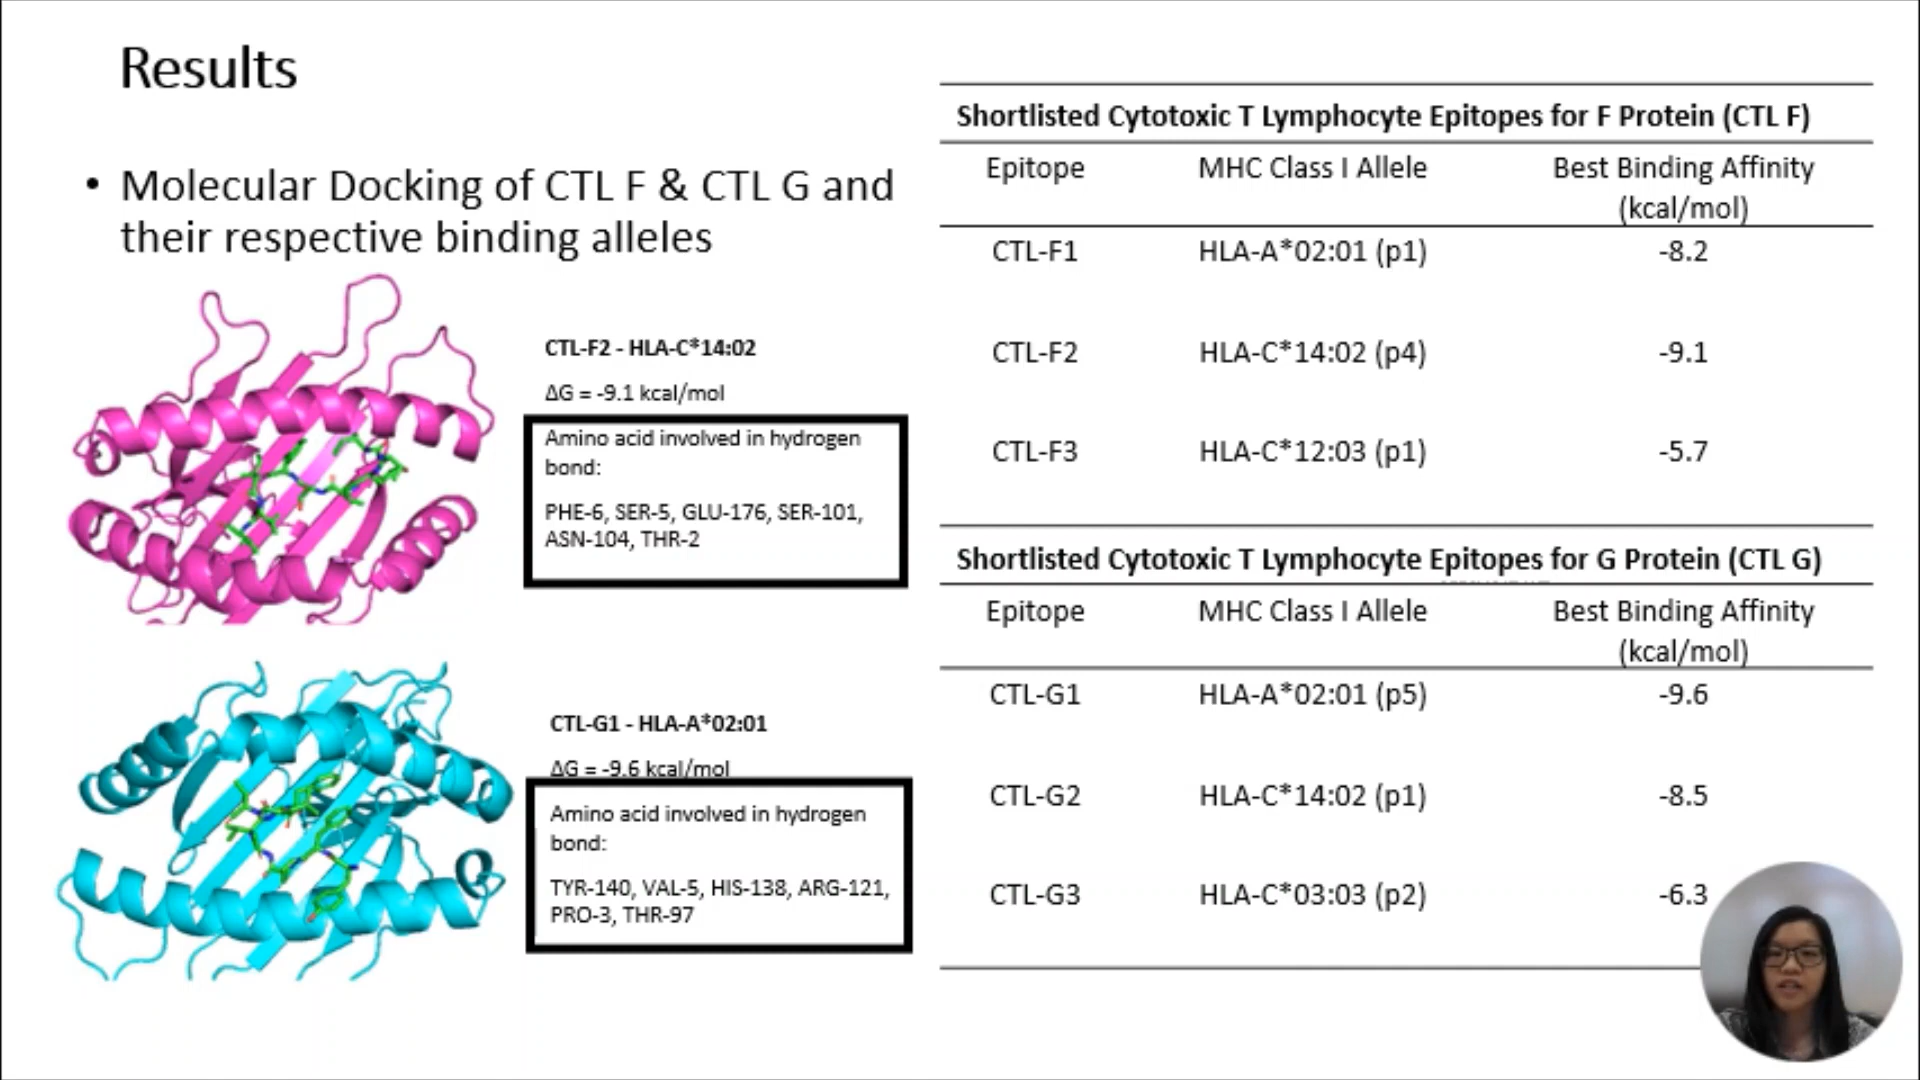 Results
• Molecular Docking of CTL F & CTL G and
their respective binding alleles
CTL-F2 - HLA-C*14:02
ΔG = -9.1 kcal/mol
Amino acid involved in hydrogen
bond:
PHE-6, SER-5, GLU-176, SER-101,
ASN-104, THR-2
CTL-G1 - HLA-A*02:01
ΔG = -9.6 kcal/mol
Amino acid involved in hydrogen
bond:
TYR-140, VAL-5, HIS-138, ARG-121,
PRO-3, THR-97
Shortlisted Cytotoxic T Lymphocyte Epitopes for F Protein (CTL F)
Epitope MHC Class I Allele Best Binding Affinity
(kcal/mol)
CTL-F1 HLA-A*02:01 (p1) -8.2
CTL-F2 HLA-C*14:02 (p4) -9.1
CTL-F3 HLA-C*12:03 (p1) -5.7
Shortlisted Cytotoxic T Lymphocyte Epitopes for G Protein (CTL G)
Epitope MHC Class I Allele Best Binding Affinity
(kcal/mol)
CTL-G1 HLA-A*02:01 (p5) -9.6
CTL-G2 HLA-C*14:02 (p1) -8.5
CTL-G3 HLA-C*03:03 (p2) -6.3